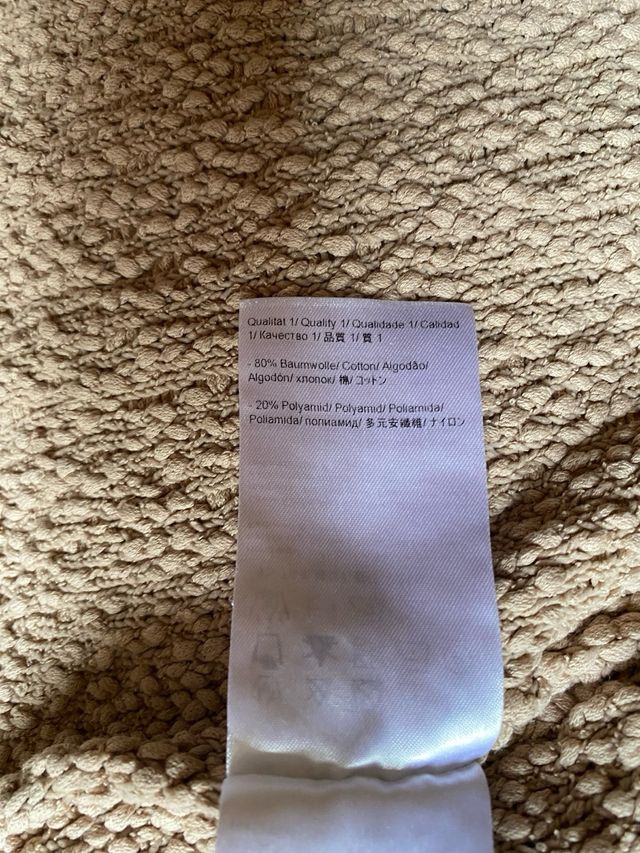 Qualität 1/ Quality 1/ Qualidade 1/ Calidad
1/ Качество 1/ 品質 1/ 質 1
- 80% Baumwolle/ Cotton/ Algodão/
Algodón/ хлопок/ 棉/ コットン
- 20% Polyamid/ Polyamid/ Poliamida/
Poliamida/ полиамид/ 多元安纖維/ ナイロン